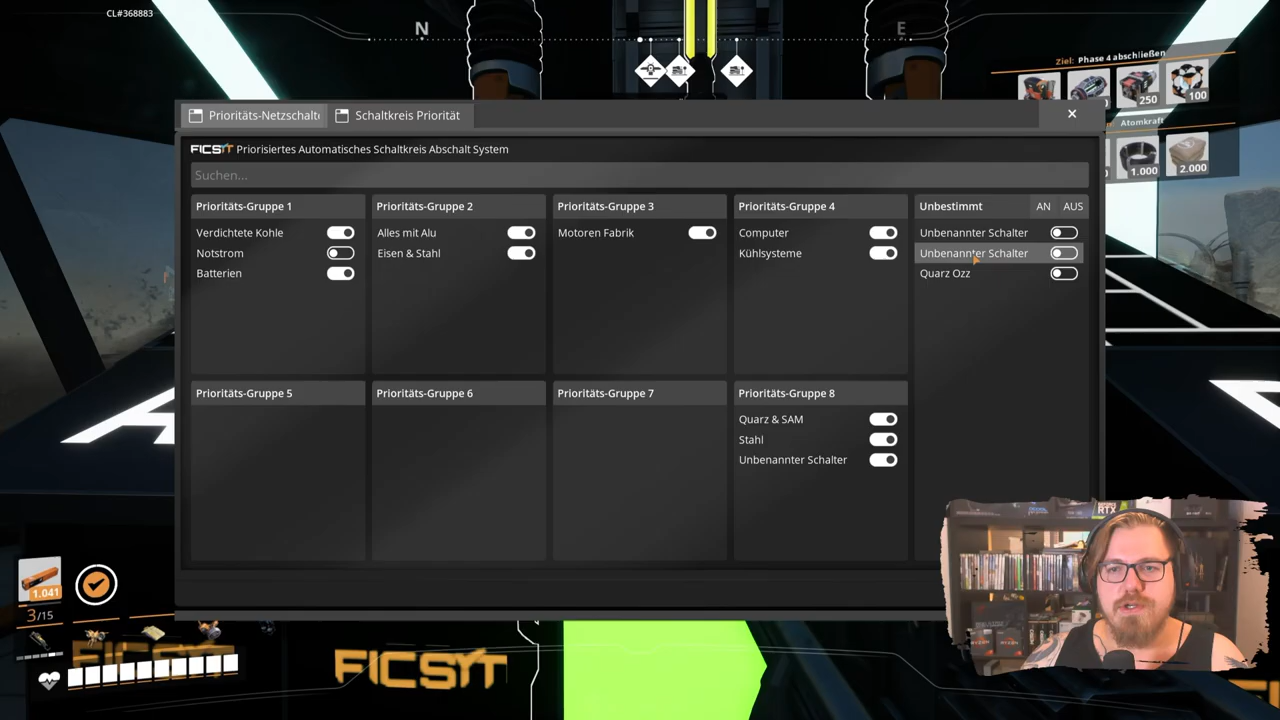 CL#368883
N
E
Ziel: Phase 4 abschließen
250
100
Atomkraft
1.000
2.000
Prioritäts-Netzschalt
Schaltkreis Priorität
FICSIT Priorisiertes Automatisches Schaltkreis Abschalt System
Suchen...
Prioritäts-Gruppe 1
Verdichtete Kohle
Notstrom
Batterien
Prioritäts-Gruppe 2
Alles mit Alu
Eisen & Stahl
Prioritäts-Gruppe 3
Motoren Fabrik
Prioritäts-Gruppe 4
Computer
Kühlsysteme
Unbestimmt AN AUS
Unbenannter Schalter
Unbenannter Schalter
Quarz Ozz
Prioritäts-Gruppe 5
Prioritäts-Gruppe 6
Prioritäts-Gruppe 7
Prioritäts-Gruppe 8
Quarz & SAM
Stahl
Unbenannter Schalter
1.041
3/15
FICSIT
FICSIT
RTX